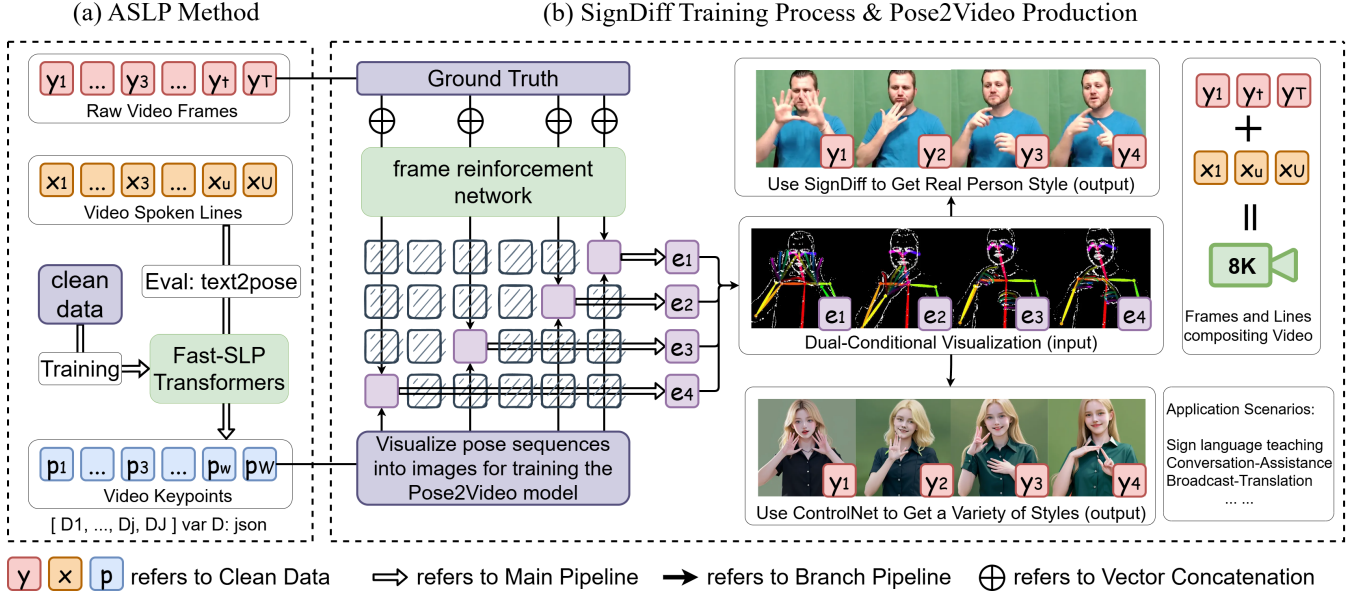 (a) ASLP Method
y1 ... y3 ... yt yT
Raw Video Frames
x1 ... x3 ... xu xU
Video Spoken Lines
clean
data
Eval: text2pose
Training
Fast-SLP
Transformers
p1 ... p3 ... pw pW
Video Keypoints
[ D1, ..., Dj, DJ ] var D: json
(b) SignDiff Training Process & Pose2Video Production
Ground Truth
frame reinforcement
network
e1
e2
e3
e4
Visualize pose sequences
into images for training the
Pose2Video model
y1 y2 y3 y4
Use SignDiff to Get Real Person Style (output)
e1 e2 e3 e4
Dual-Conditional Visualization (input)
y1 y2 y3 y4
Use ControlNet to Get a Variety of Styles (output)
y1 yt yT
+
x1 xu xU
=
8K
Frames and Lines
compositing Video
Application Scenarios:
Sign language teaching
Conversation-Assistance
Broadcast-Translation
... ...
y x p refers to Clean Data
refers to Main Pipeline
refers to Branch Pipeline
refers to Vector Concatenation